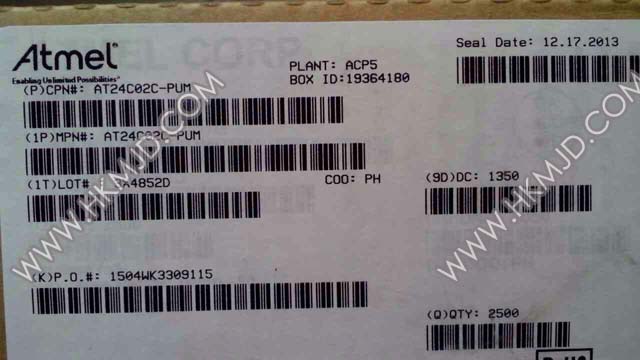 Atmel®
Enabling Unlimited Possibilities®
Seal Date: 12.17.2013
PLANT: ACP5
BOX ID:19364180
(P)CPN#: AT24C02C-PUM
(1P)MPN#: AT24C02C-PUM
(1T)LOT# A4852D
COO: PH
(9D)DC: 1350
(K)P.O.#: 1504WK3309115
(Q)QTY: 2500
WWW.HKMJD.COM
WWW.HKMJD.COM